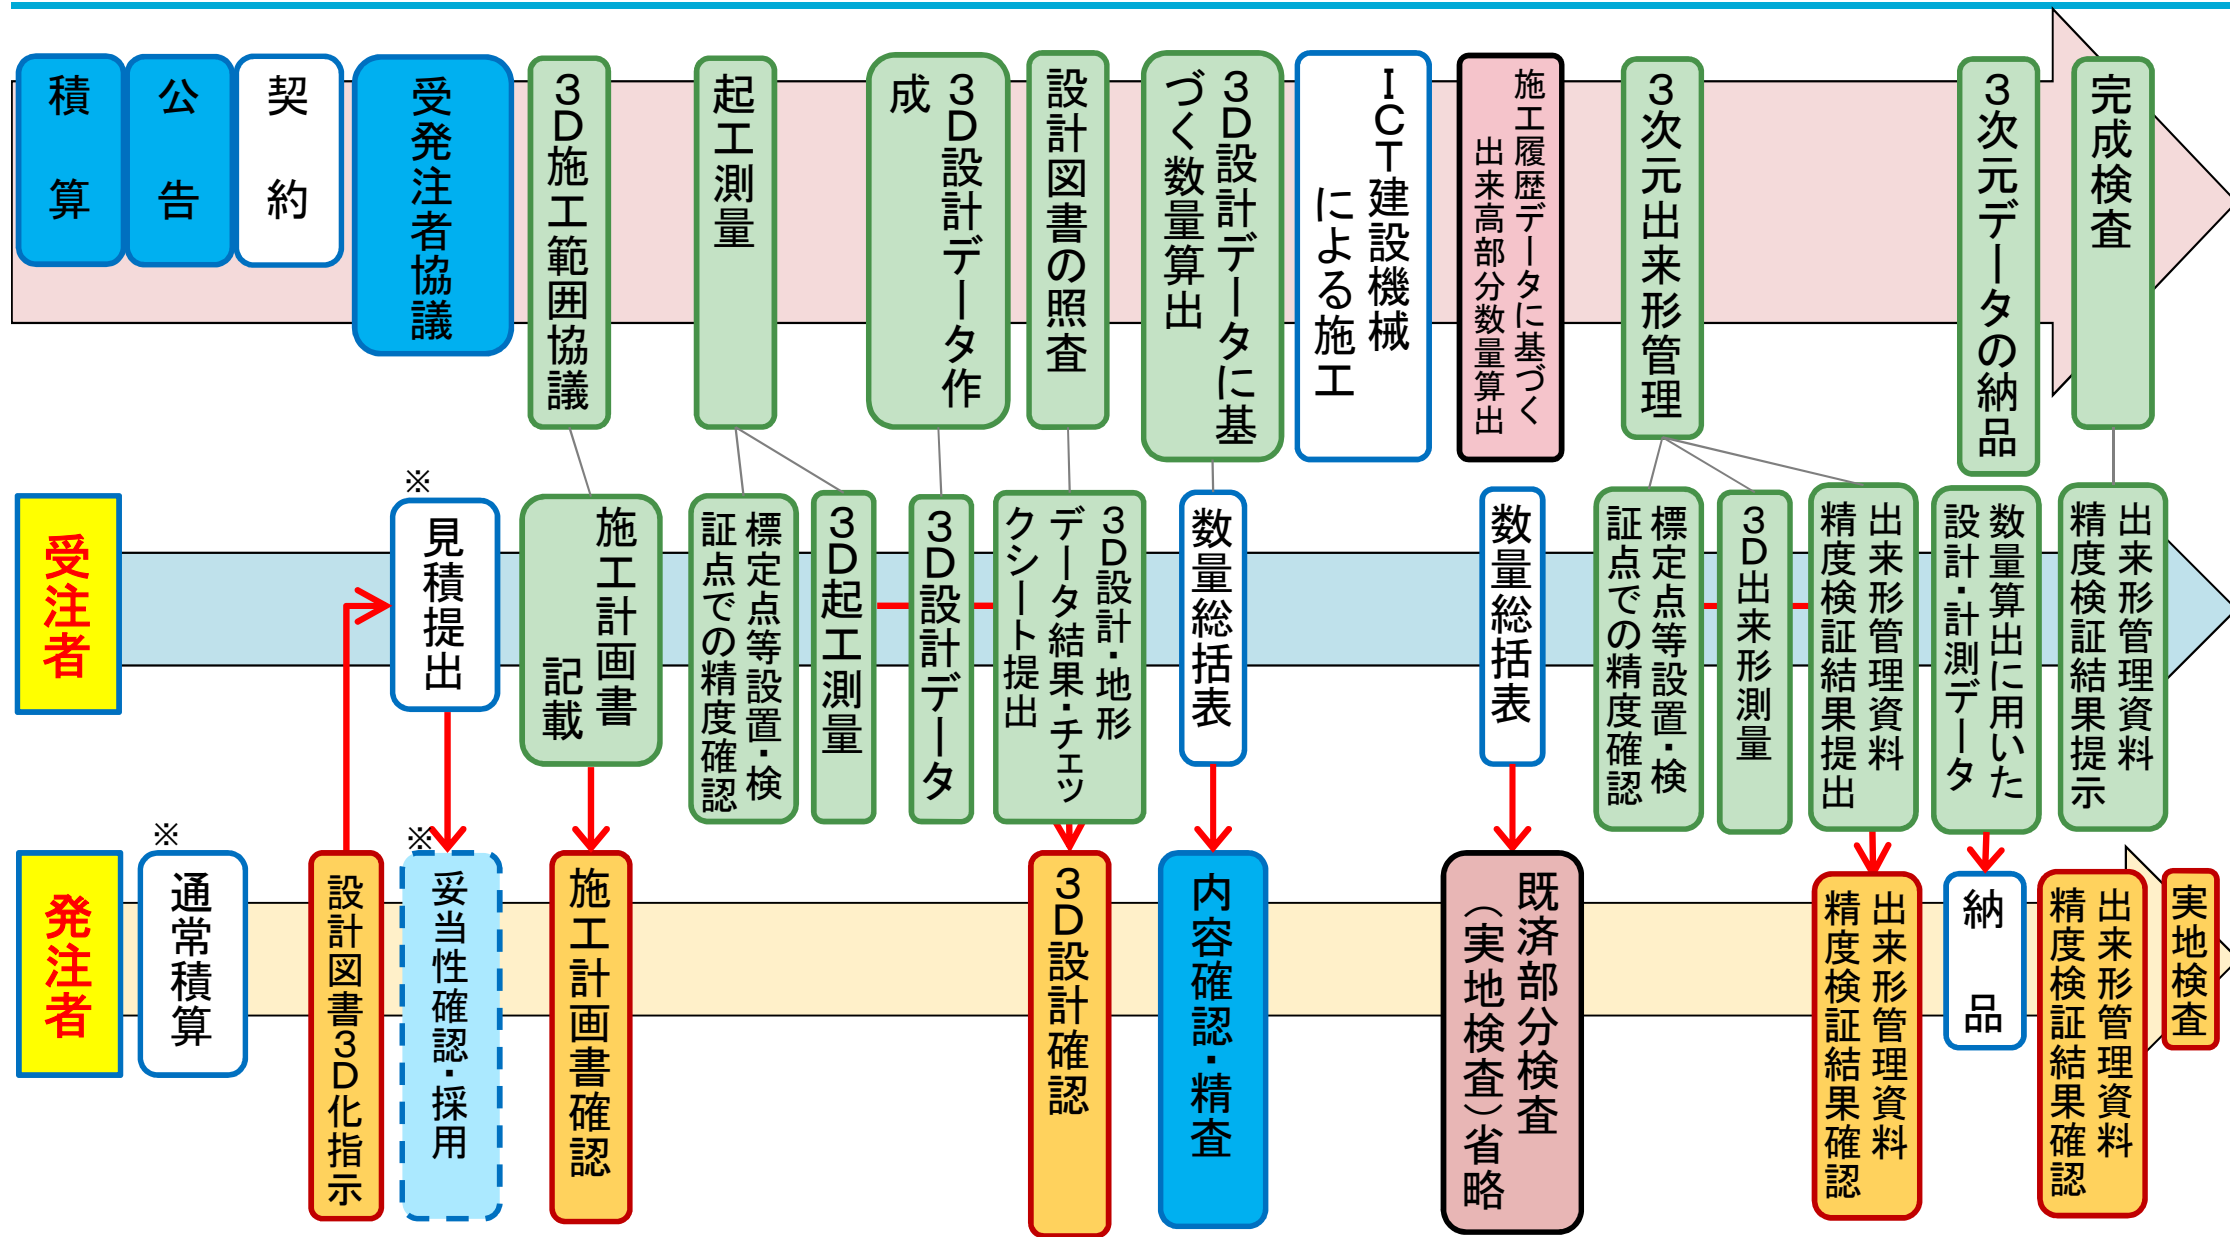 積算
公告
契約
受発注者協議
３Ｄ施工範囲協議
起工測量
３Ｄ設計データ作
成
設計図書の照査
３Ｄ設計データに基
づく数量算出
ＩＣＴ建設機械
による施工
施工履歴データに基づく
出来高部分数量算出
３次元出来形管理
３次元データの納品
完成検査
受注者
※
見積提出
施工計画書
記載
標定点等設置・検
証点での精度確認
３Ｄ起工測量
３Ｄ設計データ
３Ｄ設計・地形
データ結果・チェッ
クシート提出
数量総括表
数量総括表
標定点等設置・検
証点での精度確認
３Ｄ出来形測量
出来形管理資料
精度検証結果提出
数量算出に用いた
設計・計測データ
出来形管理資料
精度検証結果提示
発注者
※
通常積算
設計図書３Ｄ化指示
※
妥当性確認・採用
施工計画書確認
３Ｄ設計確認
内容確認・精査
既済部分検査
（実地検査）省略
出来形管理資料
精度検証結果確認
納品
出来形管理資料
精度検証結果確認
実地検査